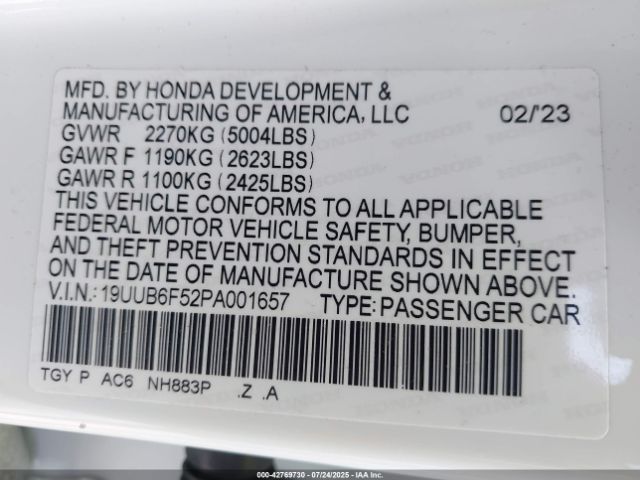 MFD. BY HONDA DEVELOPMENT &
MANUFACTURING OF AMERICA, LLC 02/'23
GVWR 2270KG (5004LBS)
GAWR F 1190KG (2623LBS)
GAWR R 1100KG (2425LBS)
THIS VEHICLE CONFORMS TO ALL APPLICABLE
FEDERAL MOTOR VEHICLE SAFETY, BUMPER,
AND THEFT PREVENTION STANDARDS IN EFFECT
ON THE DATE OF MANUFACTURE SHOWN ABOVE.
V.I.N.:19UUB6F52PA001657 TYPE:PASSENGER CAR
TGY P AC6 NH883P .Z .A
000-42769730 - 07/24/2025 - IAAI.COM